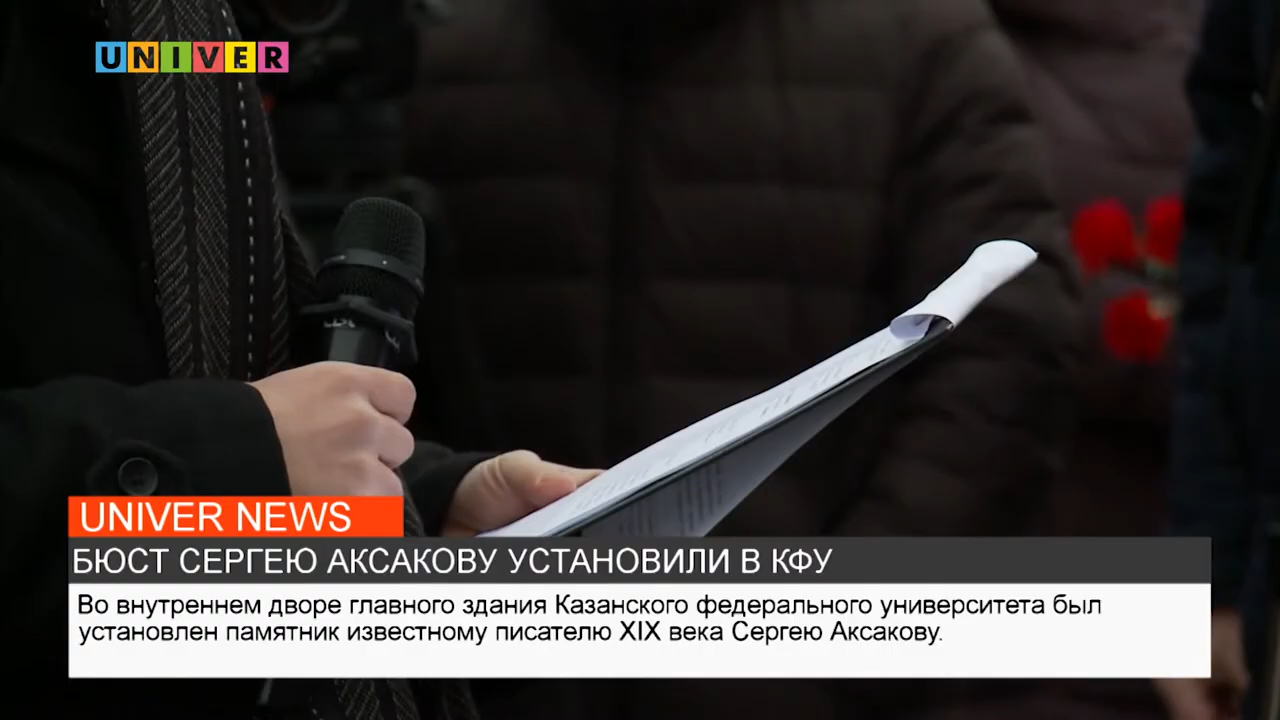 UNIVER
UNIVER NEWS
БЮСТ СЕРГЕЮ АКСАКОВУ УСТАНОВИЛИ В КФУ
Во внутреннем дворе главного здания Казанского федерального университета был
установлен памятник известному писателю XIX века Сергею Аксакову.